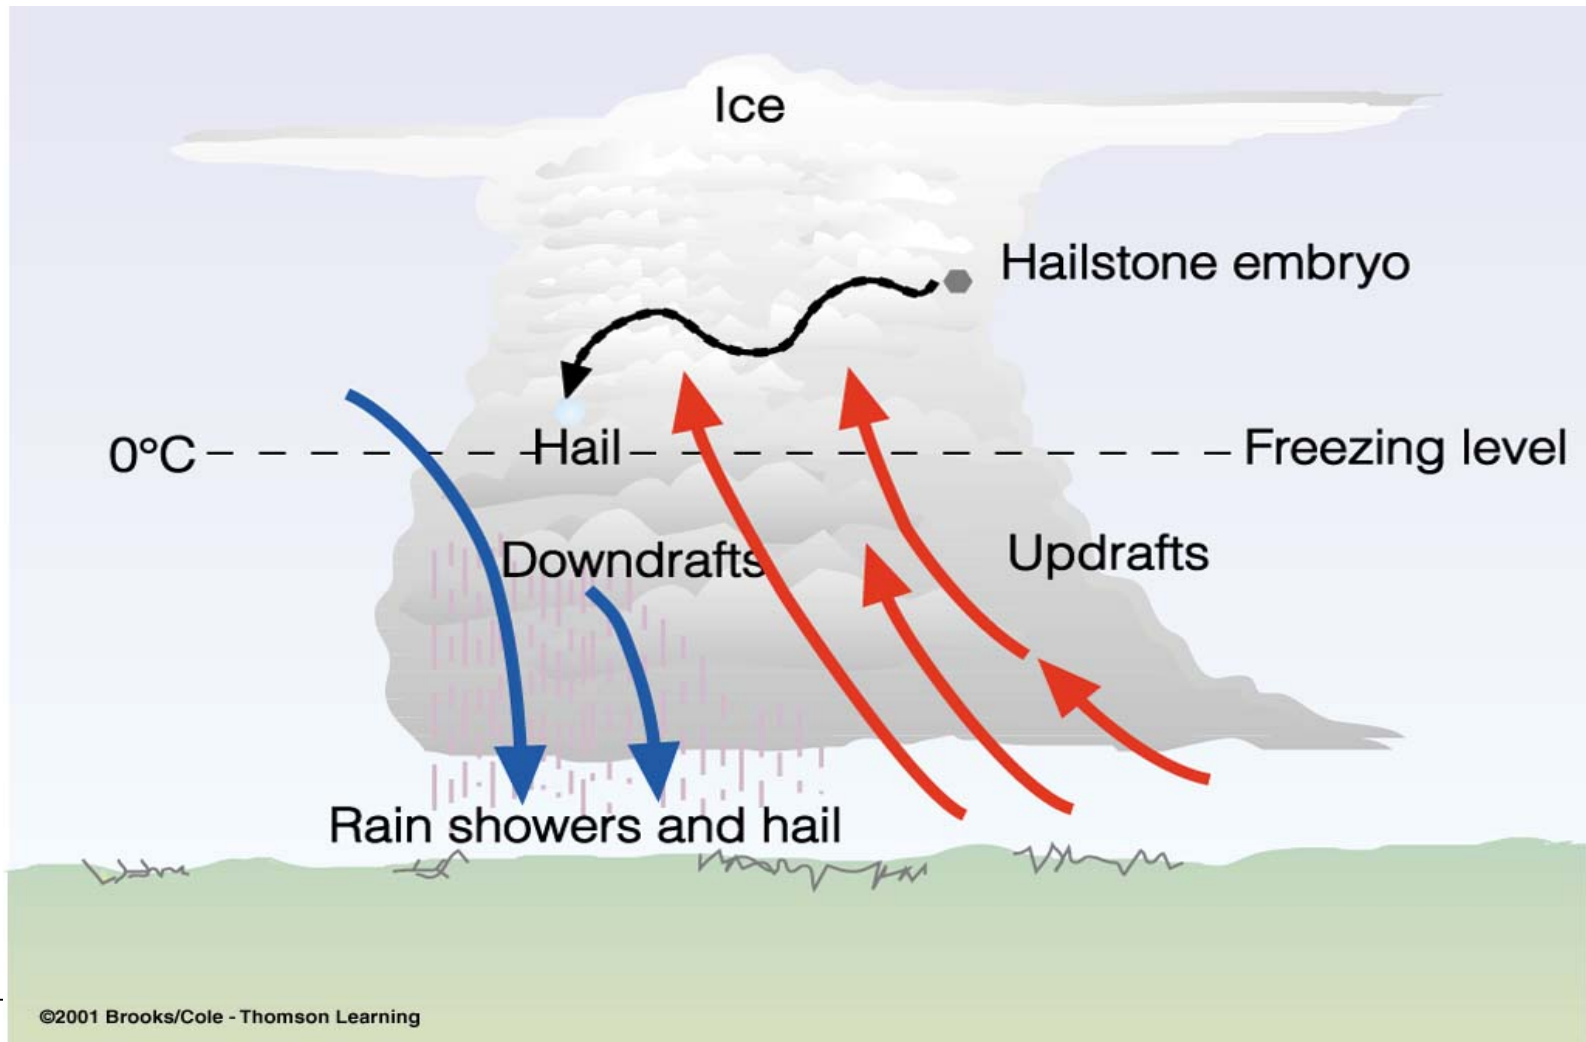 Ice
Hailstone embryo
0°C
Hail
Freezing level
Downdrafts
Updrafts
Rain showers and hail
©2001 Brooks/Cole - Thomson Learning